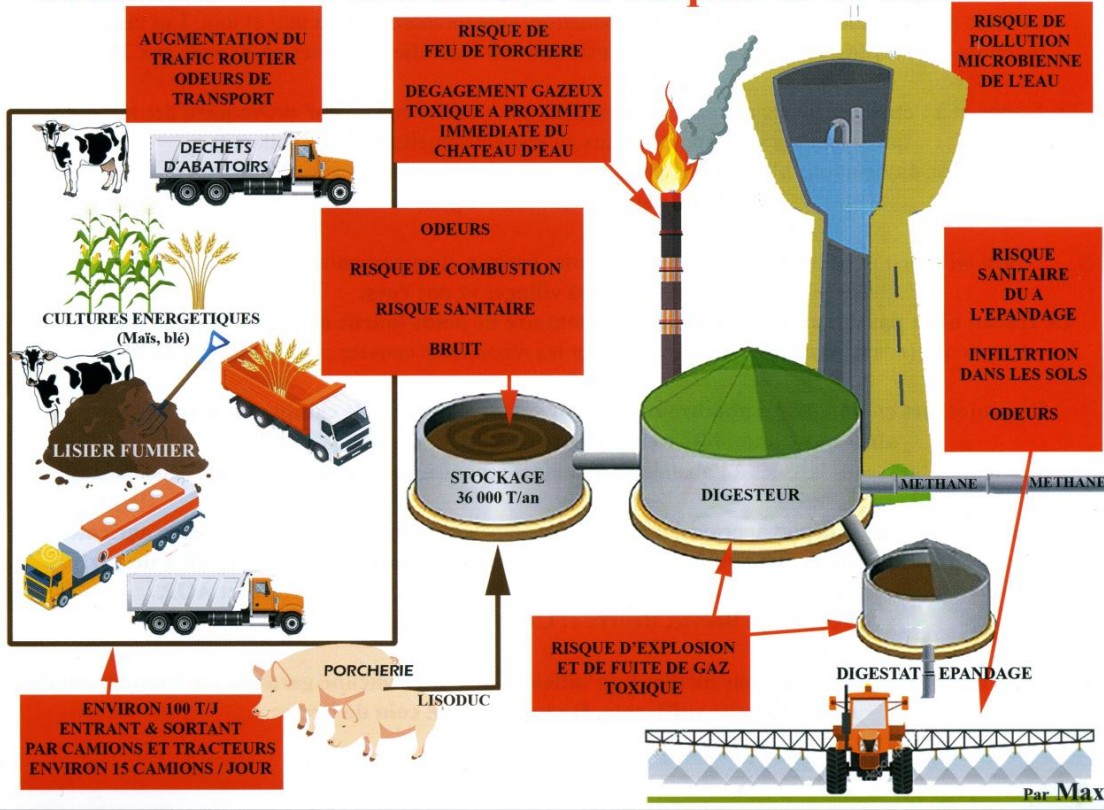 AUGMENTATION DU
TRAFIC ROUTIER
ODEURS DE
TRANSPORT
RISQUE DE
FEU DE TORCHERE
DEGAGEMENT GAZEUX
TOXIQUE A PROXIMITE
IMMEDIATE DU
CHATEAU D'EAU
RISQUE DE
POLLUTION
MICROBIENNE
DE L'EAU
DECHETS
D'ABATTOIRS
CULTURES ENERGETIQUES
(Maïs, blé)
LISIER FUMIER
ODEURS
RISQUE DE COMBUSTION
RISQUE SANITAIRE
BRUIT
RISQUE
SANITAIRE
DU A
L'EPANDAGE
INFILTRTION
DANS LES SOLS
ODEURS
STOCKAGE
36 000 T/an
DIGESTEUR
METHANE
METHANE
RISQUE D'EXPLOSION
ET DE FUITE DE GAZ
TOXIQUE
DIGESTAT = EPANDAGE
PORCHERIE
LISODUC
ENVIRON 100 T/J
ENTRANT & SORTANT
PAR CAMIONS ET TRACTEURS
ENVIRON 15 CAMIONS / JOUR
Par Max